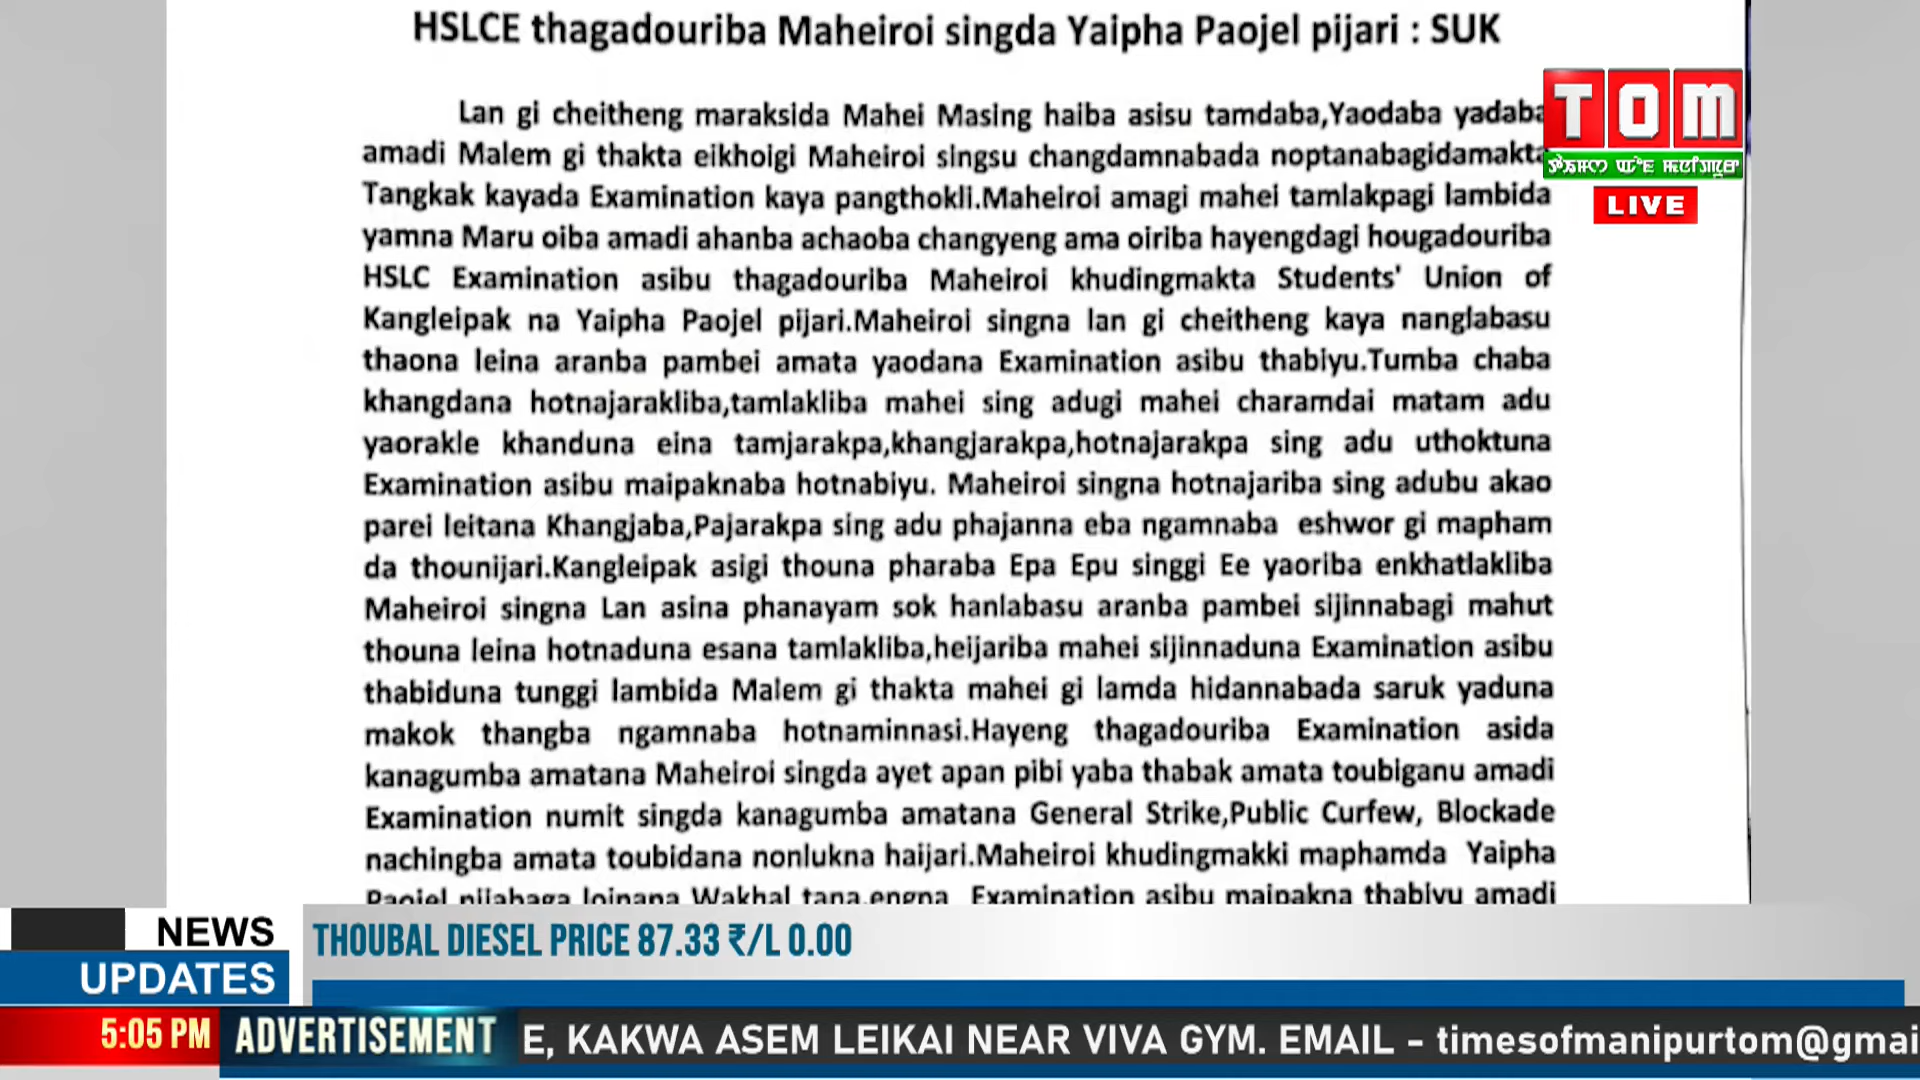 HSLCE thagadouriba Maheiroi singda Yaipha Paojel pijari : SUK
Lan gi cheitheng maraksida Mahei Masing haiba asisu tamdaba,Yaodaba yadaba
amadi Malem gi thakta eikhoigi Maheiroi singsu changdamnabada noptanabagidamakta
Tangkak kayada Examination kaya pangthokli.Maheiroi amagi mahei tamlakpagi lambida
yamna Maru oiba amadi ahanba achaoba changyeng ama oiriba hayengdagi hougadouriba
HSLC Examination asibu thagadouriba Maheiroi khudingmakta Students' Union of
Kangleipak na Yaipha Paojel pijari.Maheiroi singna lan gi cheitheng kaya nanglabasu
thaona leina aranba pambei amata yaodana Examination asibu thabiyu.Tumba chaba
khangdana hotnajarakliba,tamlakliba mahei sing adugi mahei charamdai matam adu
yaorakle khanduna eina tamjarakpa,khangjarakpa,hotnajarakpa sing adu uthoktuna
Examination asibu maipaknaba hotnabiyu. Maheiroi singna hotnajariba sing adubu akao
parei leitana Khangjaba,Pajarakpa sing adu phajanna eba ngamnaba eshwor gi mapham
da thounijari.Kangleipak asigi thouna pharaba Epa Epu singgi Ee yaoriba enkhatlakliba
Maheiroi singna Lan asina phanayam sok hanlabasu aranba pambei sijinnabagi mahut
thouna leina hotnaduna esana tamlakliba,heijariba mahei sijinnaduna Examination asibu
thabiduna tunggi lambida Malem gi thakta mahei gi lamda hidannabada saruk yaduna
makok thangba ngamnaba hotnaminnasi.Hayeng thagadouriba Examination asida
kanagumba amatana Maheiroi singda ayet apan pibi yaba thabak amata toubiganu amadi
Examination numit singda kanagumba amatana General Strike,Public Curfew, Blockade
nachingba amata toubidana nonlukna haijari.Maheiroi khudingmakki maphamda Yaipha
Paojel pijabaga loinana Wakhal tana,engna Examination asibu maipakna thabiyu amadi
TOM
LIVE
NEWS
UPDATES
THOUBAL DIESEL PRICE 87.33 ₹/L 0.00
5:05 PM
ADVERTISEMENT
E, KAKWA ASEM LEIKAI NEAR VIVA GYM. EMAIL - timesofmanipurtom@gmai